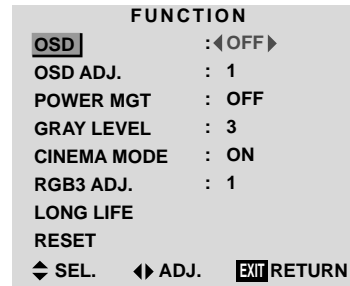 FUNCTION
OSD : ◀ OFF ▶
OSD ADJ. : 1
POWER MGT : OFF
GRAY LEVEL : 3
CINEMA MODE : ON
RGB3 ADJ. : 1
LONG LIFE
RESET
SEL. ADJ. EXIT RETURN